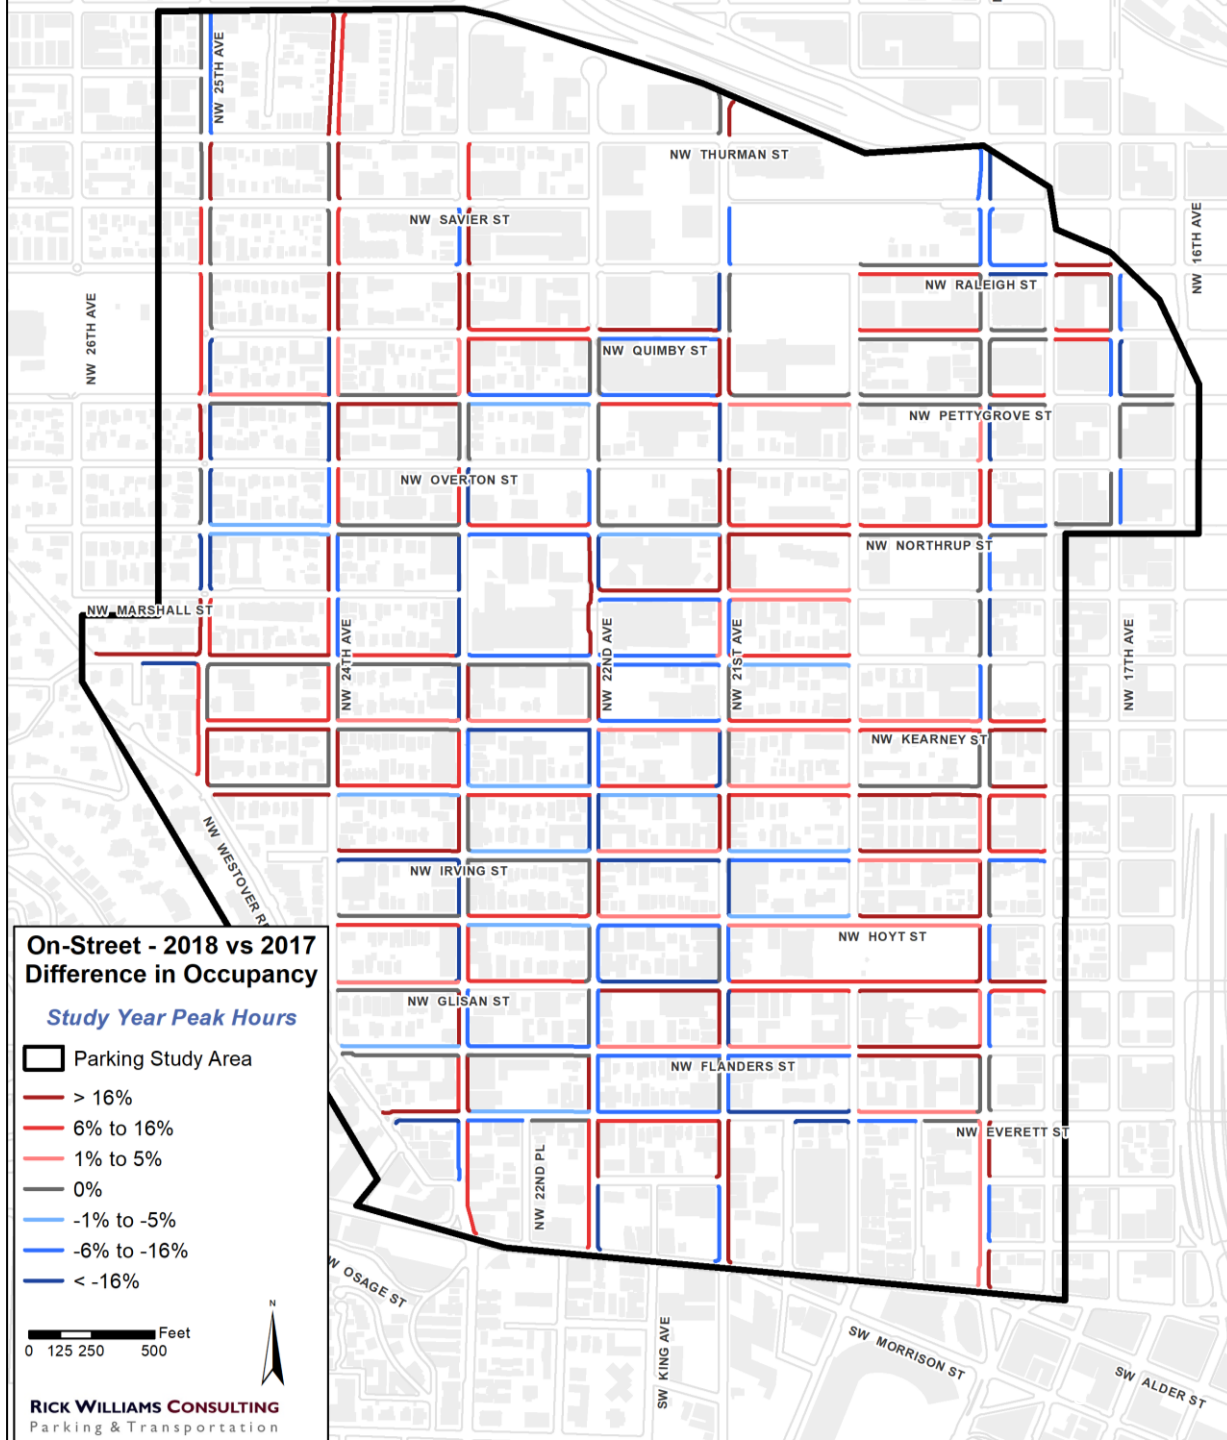 NW 25TH AVE
NW THURMAN ST
NW SAVIER ST
NW 16TH AVE
NW RALEIGH ST
NW 26TH AVE
NW QUIMBY ST
NW PETTYGROVE ST
NW OVERTON ST
NW NORTHRUP ST
NW MARSHALL ST
NW 24TH AVE
NW 22ND AVE
NW 21ST AVE
NW 17TH AVE
NW KEARNEY ST
NW WESTOVER R
NW IRVING ST
NW HOYT ST
NW GLISAN ST
NW FLANDERS ST
NW EVERETT ST
NW 22ND PL
W OSAGE ST
SW KING AVE
SW MORRISON ST
SW ALDER ST
On-Street - 2018 vs 2017
Difference in Occupancy
Study Year Peak Hours
Parking Study Area
> 16%
6% to 16%
1% to 5%
0%
-1% to -5%
-6% to -16%
< -16%
N
Feet
0 125 250 500
RICK WILLIAMS CONSULTING
Parking & Transportation